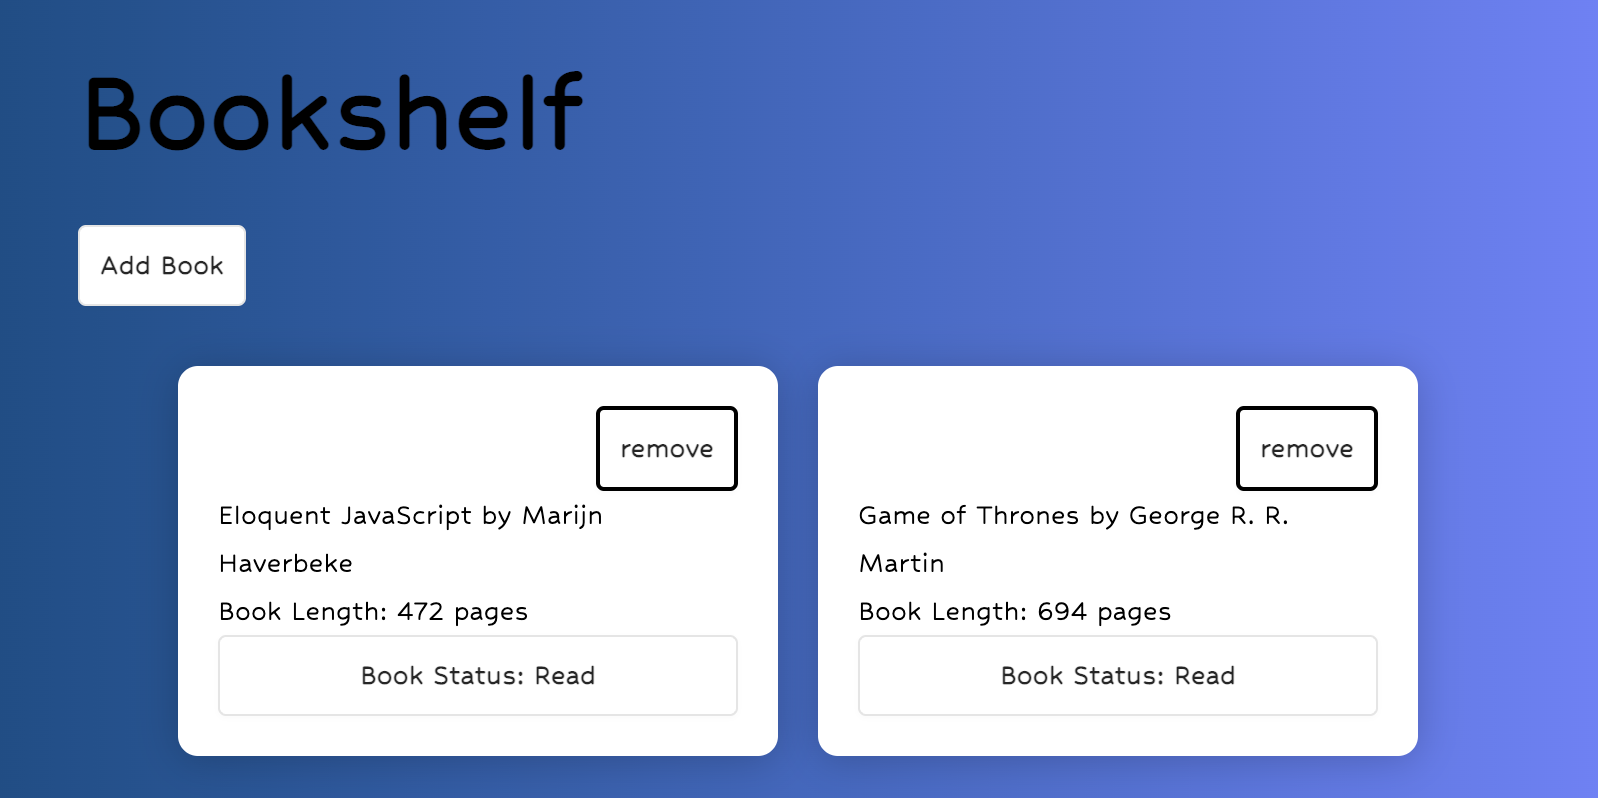 Bookshelf
Add Book
remove
Eloquent JavaScript by Marijn
Haverbeke
Book Length: 472 pages
Book Status: Read
remove
Game of Thrones by George R. R.
Martin
Book Length: 694 pages
Book Status: Read